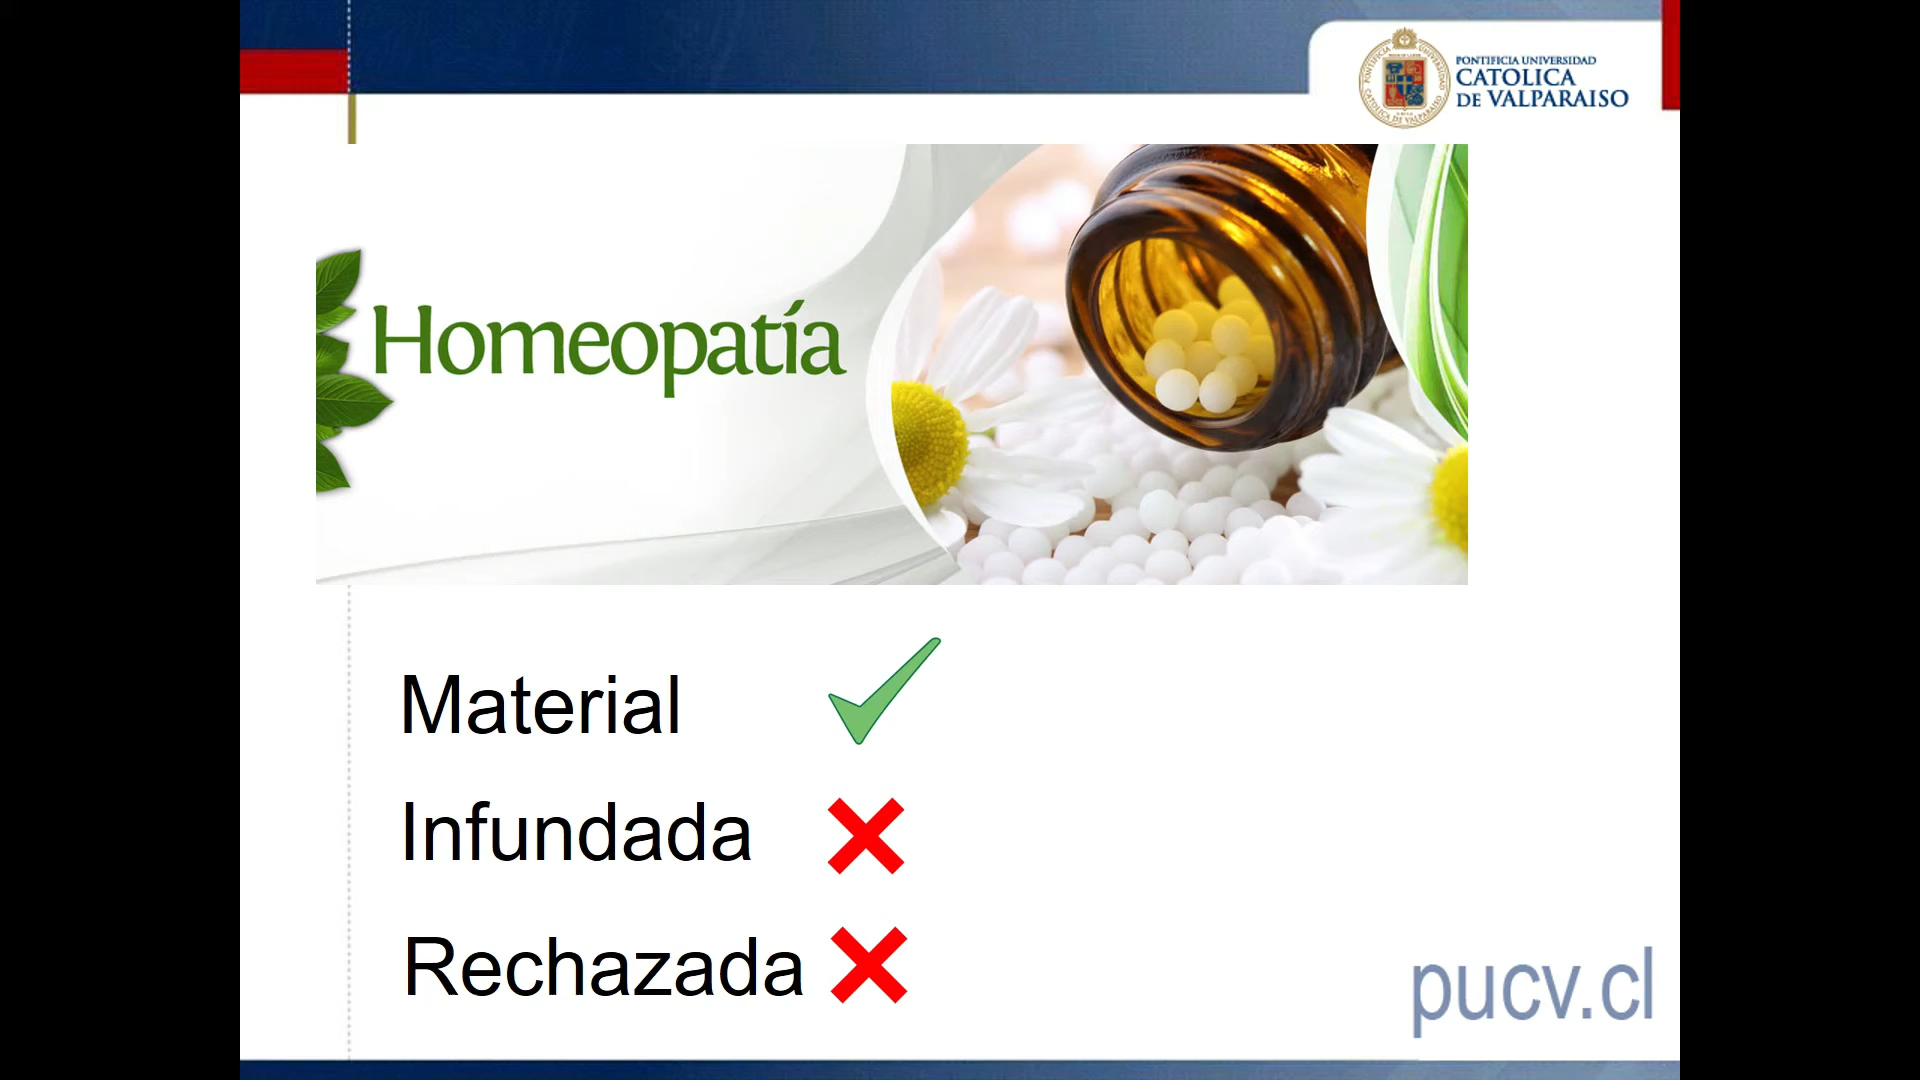 PONTIFICIA UNIVERSIDAD
CATOLICA
DE VALPARAISO
Homeopatía
Material
Infundada
Rechazada
pucv.cl